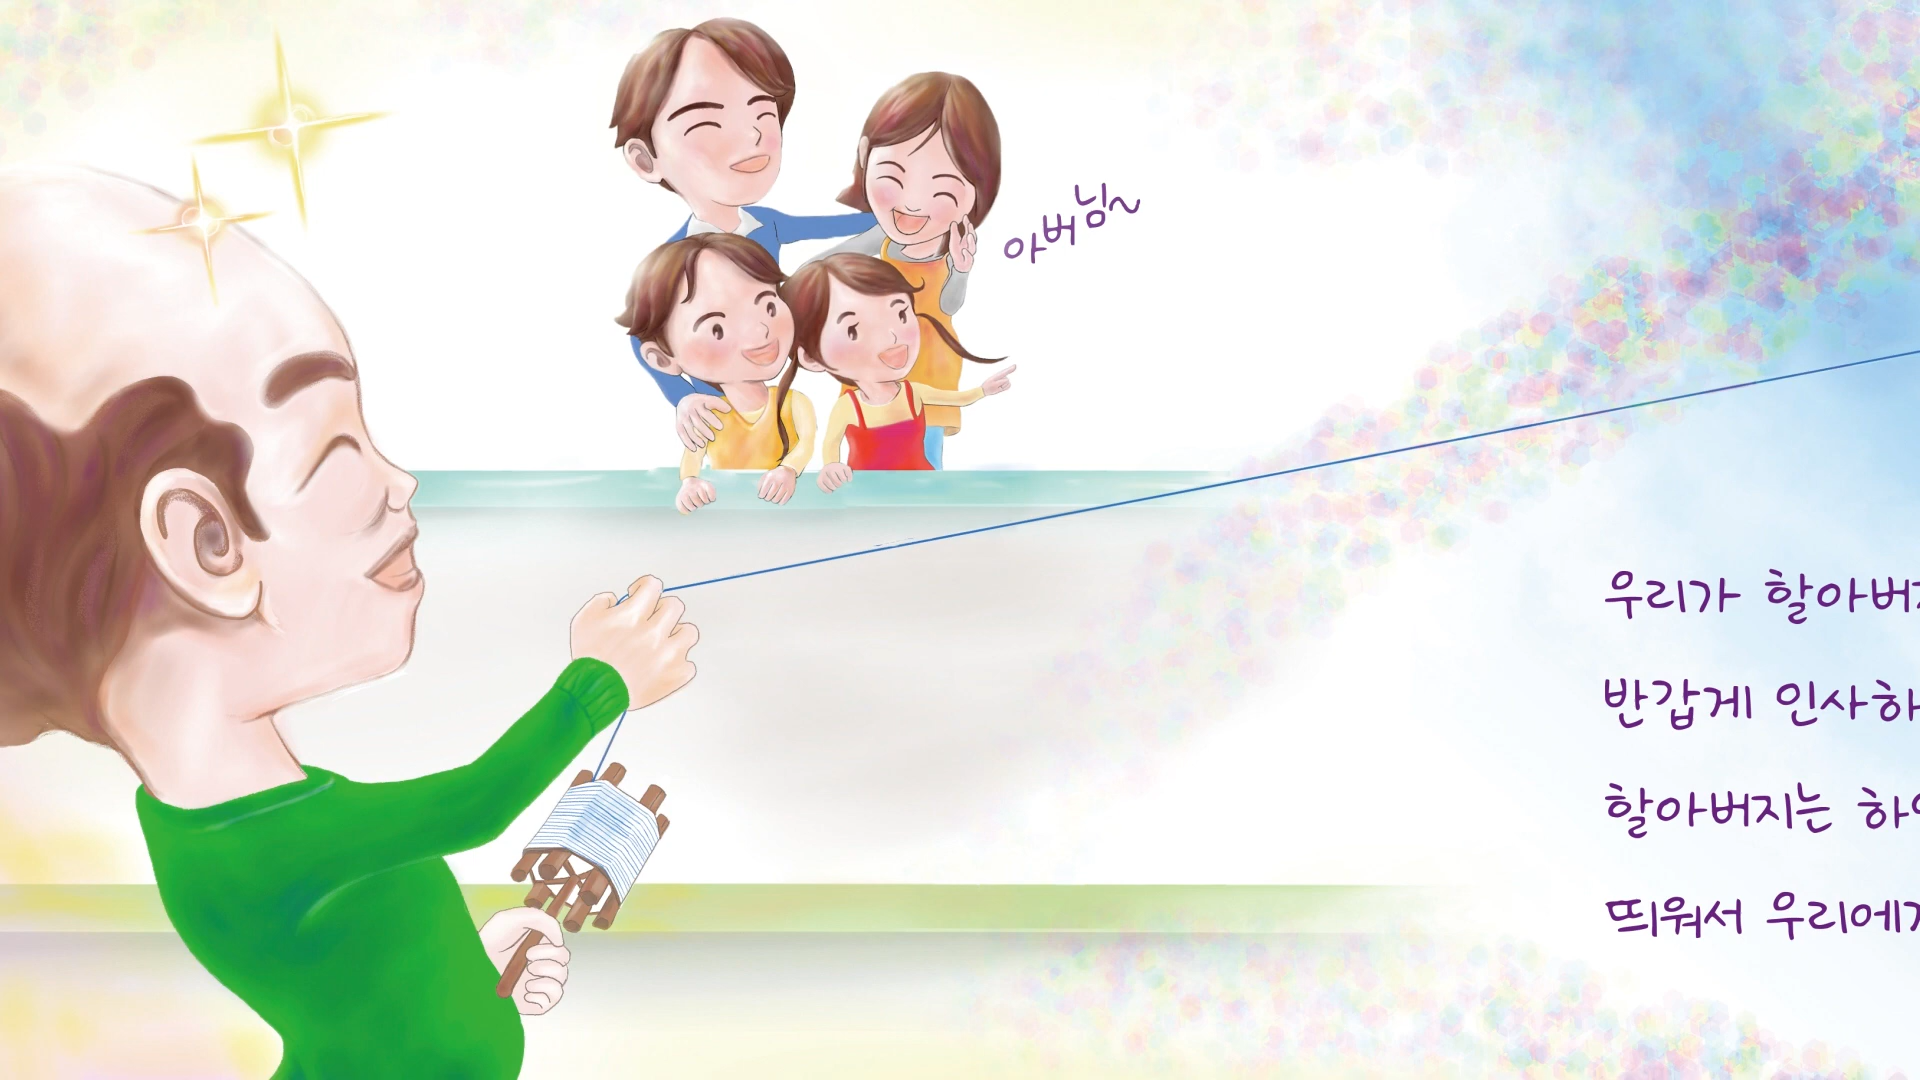 아버님~
우리가 할아버
반갑게 인사하
할아버지는 하
띄워서 우리에